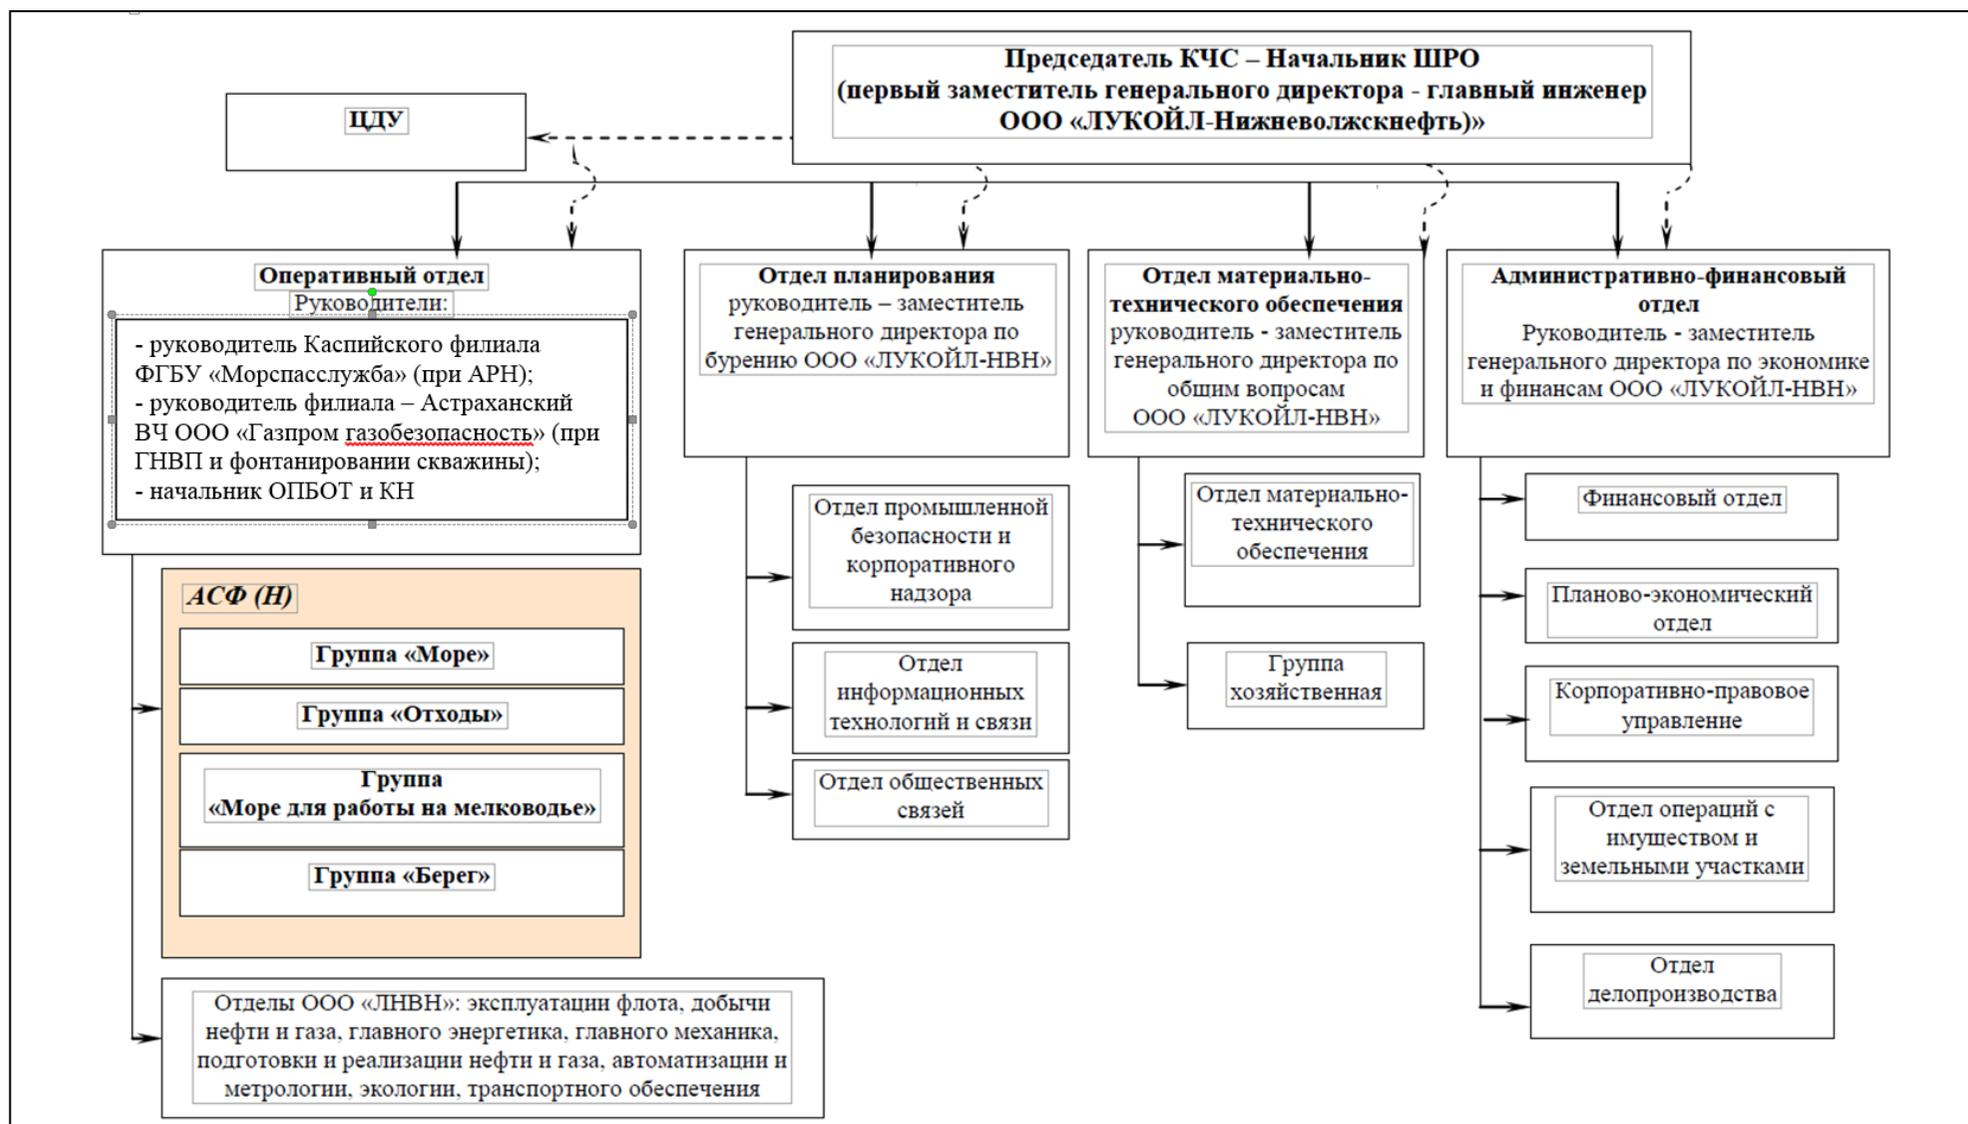 Председатель КЧС – Начальник ШРО
(первый заместитель генерального директора - главный инженер
ООО «ЛУКОЙЛ-Нижневолжскнефть)»
ЦДУ
Оперативный отдел
Руководители:
- руководитель Каспийского филиала
ФГБУ «Морспасслужба» (при АРН);
- руководитель филиала – Астраханский
ВЧ ООО «Газпром газобезопасность» (при
ГНВП и фонтанировании скважины);
- начальник ОПБОТ и КН
АСФ (Н)
Группа «Море»
Группа «Отходы»
Группа
«Море для работы на мелководье»
Группа «Берег»
Отделы ООО «ЛНВН»: эксплуатации флота, добычи
нефти и газа, главного энергетика, главного механика,
подготовки и реализации нефти и газа, автоматизации и
метрологии, экологии, транспортного обеспечения
Отдел планирования
руководитель – заместитель
генерального директора по
бурению ООО «ЛУКОЙЛ-НВН»
Отдел промышленной
безопасности и
корпоративного
надзора
Отдел
информационных
технологий и связи
Отдел общественных
связей
Отдел материально-
технического обеспечения
руководитель - заместитель
генерального директора по
общим вопросам
ООО «ЛУКОЙЛ-НВН»
Отдел материально-
технического
обеспечения
Группа
хозяйственная
Административно-финансовый
отдел
Руководитель - заместитель
генерального директора по экономике
и финансам ООО «ЛУКОЙЛ-НВН»
Финансовый отдел
Планово-экономический
отдел
Корпоративно-правовое
управление
Отдел операций с
имуществом и
земельными участками
Отдел
делопроизводства